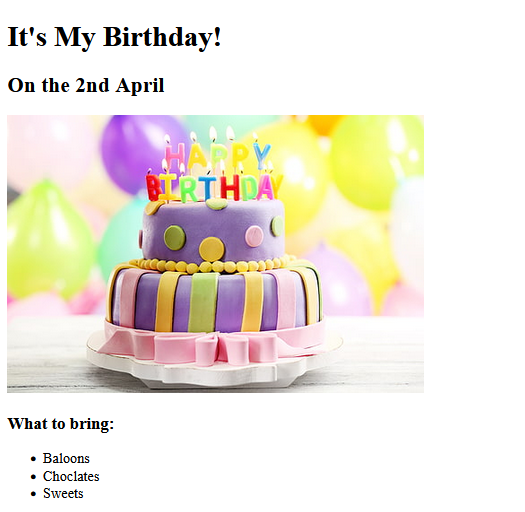 It's My Birthday!
On the 2nd April
HAPPY
BIRTHDAY
What to bring:
Baloons
Choclates
Sweets